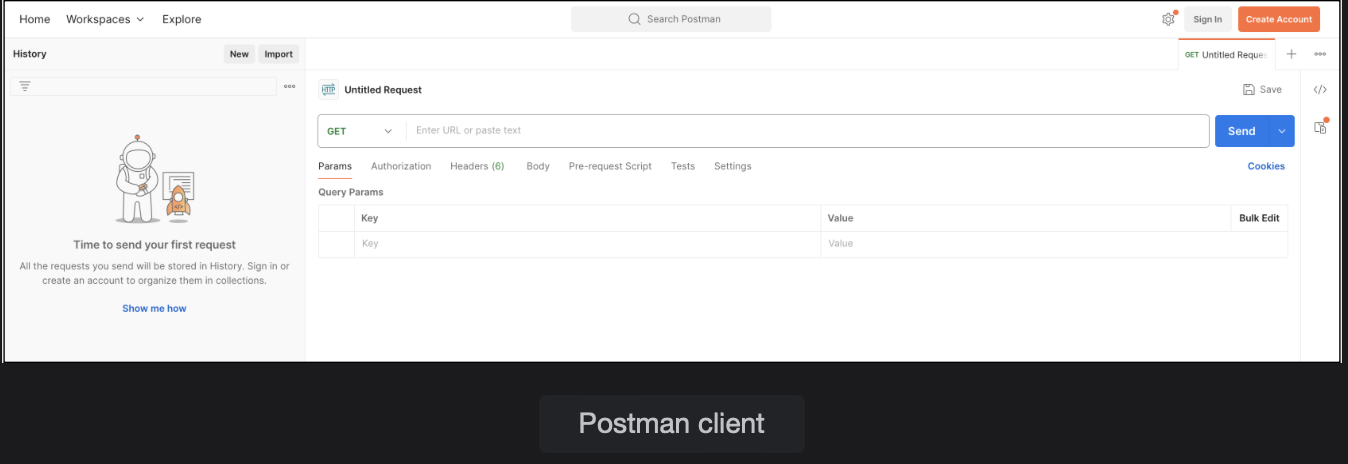 Home Workspaces Explore Search Postman Sign In Create Account
History New Import GET Untitled Reque
HTTP Untitled Request Save </>
GET Enter URL or paste text Send
Params Authorization Headers (6) Body Pre-request Script Tests Settings Cookies
Query Params
Key Value Bulk Edit
Key Value
</>
Time to send your first request
All the requests you send will be stored in History. Sign in or
create an account to organize them in collections.
Show me how
Postman client